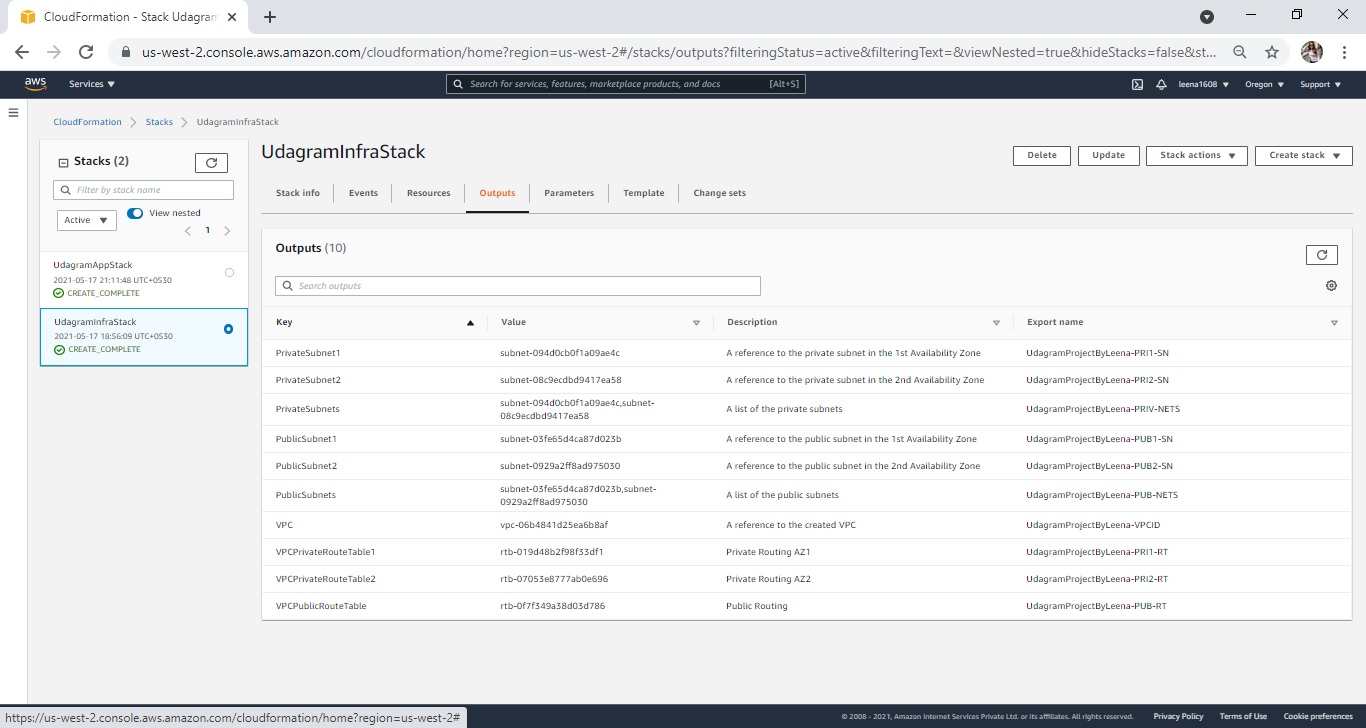 CloudFormation - Stack Udagram
us-west-2.console.aws.amazon.com/cloudformation/home?region=us-west-2#/stacks/outputs?filteringStatus=active&filteringText=&viewNested=true&hideStacks=false&st...
aws
Services
Search for services, features, marketplace products, and docs
[Alt+S]
leena1608
Oregon
Support
CloudFormation
Stacks
UdagramInfraStack
Stacks (2)
Filter by stack name
Active
View nested
1
UdagramAppStack
2021-05-17 21:11:48 UTC+0530
CREATE_COMPLETE
UdagramInfraStack
2021-05-17 18:56:09 UTC+0530
CREATE_COMPLETE
UdagramInfraStack
Delete
Update
Stack actions
Create stack
Stack info
Events
Resources
Outputs
Parameters
Template
Change sets
Outputs (10)
Search outputs
Key
Value
Description
Export name
PrivateSubnet1
subnet-094d0cb0f1a09ae4c
A reference to the private subnet in the 1st Availability Zone
UdagramProjectByLeena-PRI1-SN
PrivateSubnet2
subnet-08c9ecdbd9417ea58
A reference to the private subnet in the 2nd Availability Zone
UdagramProjectByLeena-PRI2-SN
PrivateSubnets
subnet-094d0cb0f1a09ae4c,subnet-
08c9ecdbd9417ea58
A list of the private subnets
UdagramProjectByLeena-PRIV-NETS
PublicSubnet1
subnet-03fe65d4ca87d023b
A reference to the public subnet in the 1st Availability Zone
UdagramProjectByLeena-PUB1-SN
PublicSubnet2
subnet-0929a2ff8ad975030
A reference to the public subnet in the 2nd Availability Zone
UdagramProjectByLeena-PUB2-SN
PublicSubnets
subnet-03fe65d4ca87d023b,subnet-
0929a2ff8ad975030
A list of the public subnets
UdagramProjectByLeena-PUB-NETS
VPC
vpc-06b4841d25ea6b8af
A reference to the created VPC
UdagramProjectByLeena-VPCID
VPCPrivateRouteTable1
rtb-019d48b2f98f33df1
Private Routing AZ1
UdagramProjectByLeena-PRI1-RT
VPCPrivateRouteTable2
rtb-07053e8777ab0e696
Private Routing AZ2
UdagramProjectByLeena-PRI2-RT
VPCPublicRouteTable
rtb-0f7f349a38d03d786
Public Routing
UdagramProjectByLeena-PUB-RT
https://us-west-2.console.aws.amazon.com/cloudformation/home?region=us-west-2#
© 2008 - 2021, Amazon Internet Services Private Ltd. or its affiliates. All rights reserved.
Privacy Policy
Terms of Use
Cookie preferences